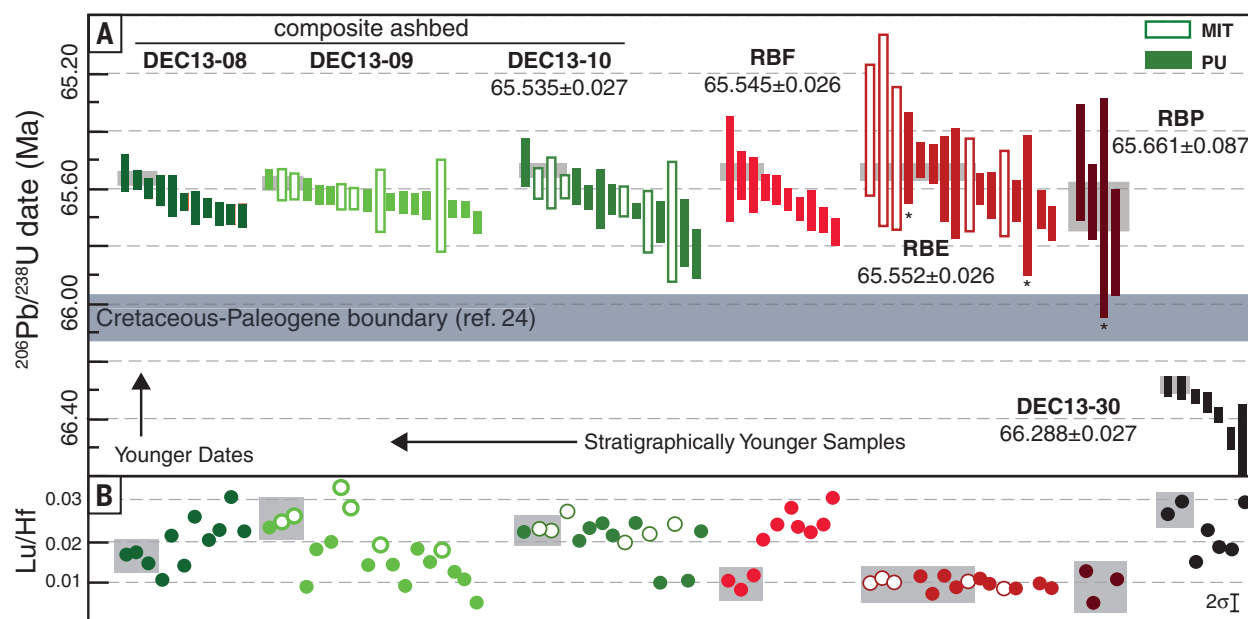 A
composite ashbed
DEC13-08
DEC13-09
DEC13-10
65.535±0.027
RBF
65.545±0.026
MIT
PU
RBP
65.661±0.087
RBE
65.552±0.026
*
*
*
206Pb/238U date (Ma)
65.20
65.60
66.00
66.40
Cretaceous-Paleogene boundary (ref. 24)
DEC13-30
66.288±0.027
Younger Dates
Stratigraphically Younger Samples
B
Lu/Hf
0.03
0.02
0.01
2σ